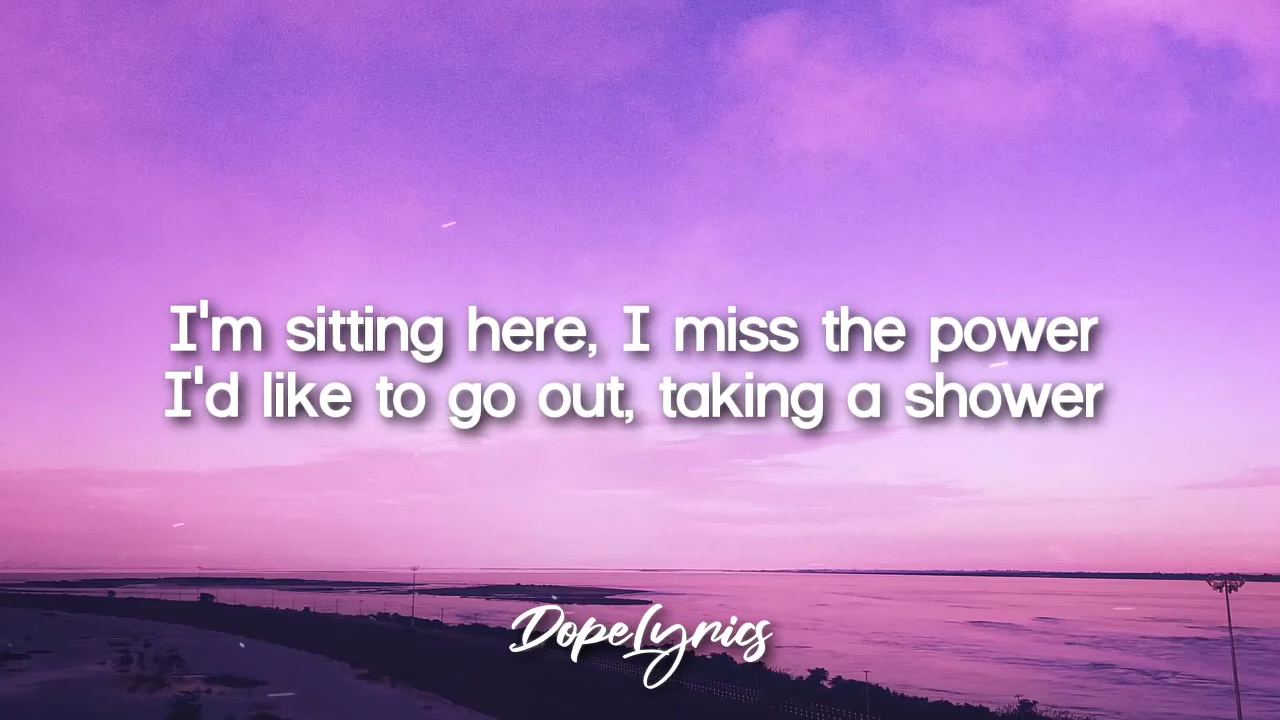 I'm sitting here, I miss the power
I'd like to go out, taking a shower
DopeLyrics